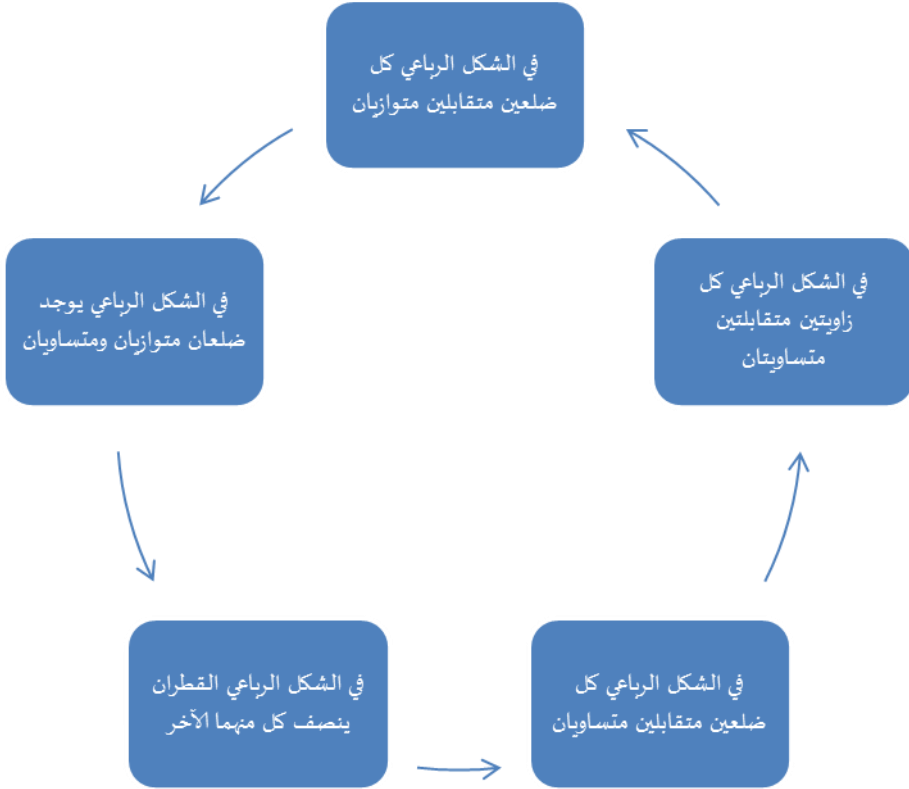 في الشكل الرباعي كل
ضلعين متقابلين متوازيان
في الشكل الرباعي يوجد
ضلعان متوازيان ومتساويان
في الشكل الرباعي القطران
ينصف كل منهما الآخر
في الشكل الرباعي كل
ضلعين متقابلين متساويان
في الشكل الرباعي كل
زاويتين متقابلتين
متساويتان